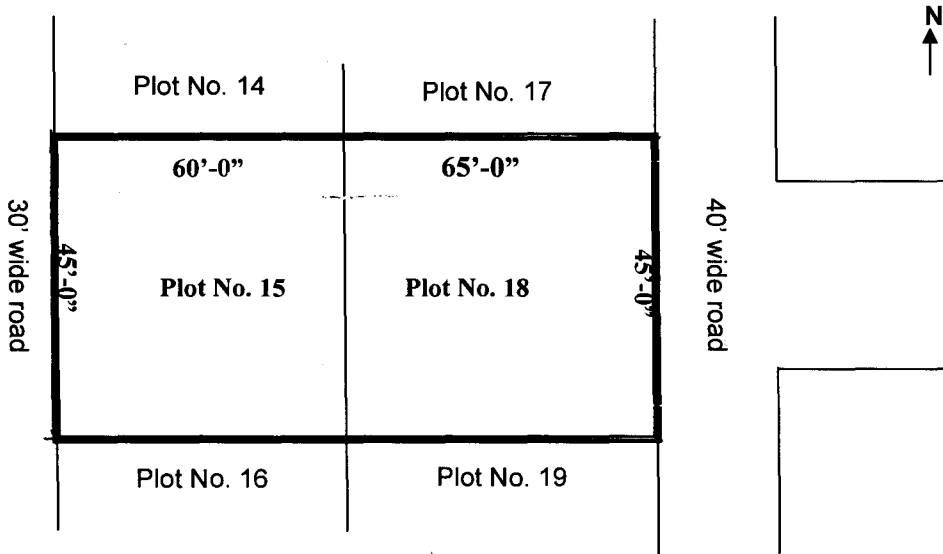 N
Plot No. 14
Plot No. 17
60'-0”
65'-0”
30' wide road
45'-0”
Plot No. 15
Plot No. 18
45'-0”
40' wide road
Plot No. 16
Plot No. 19